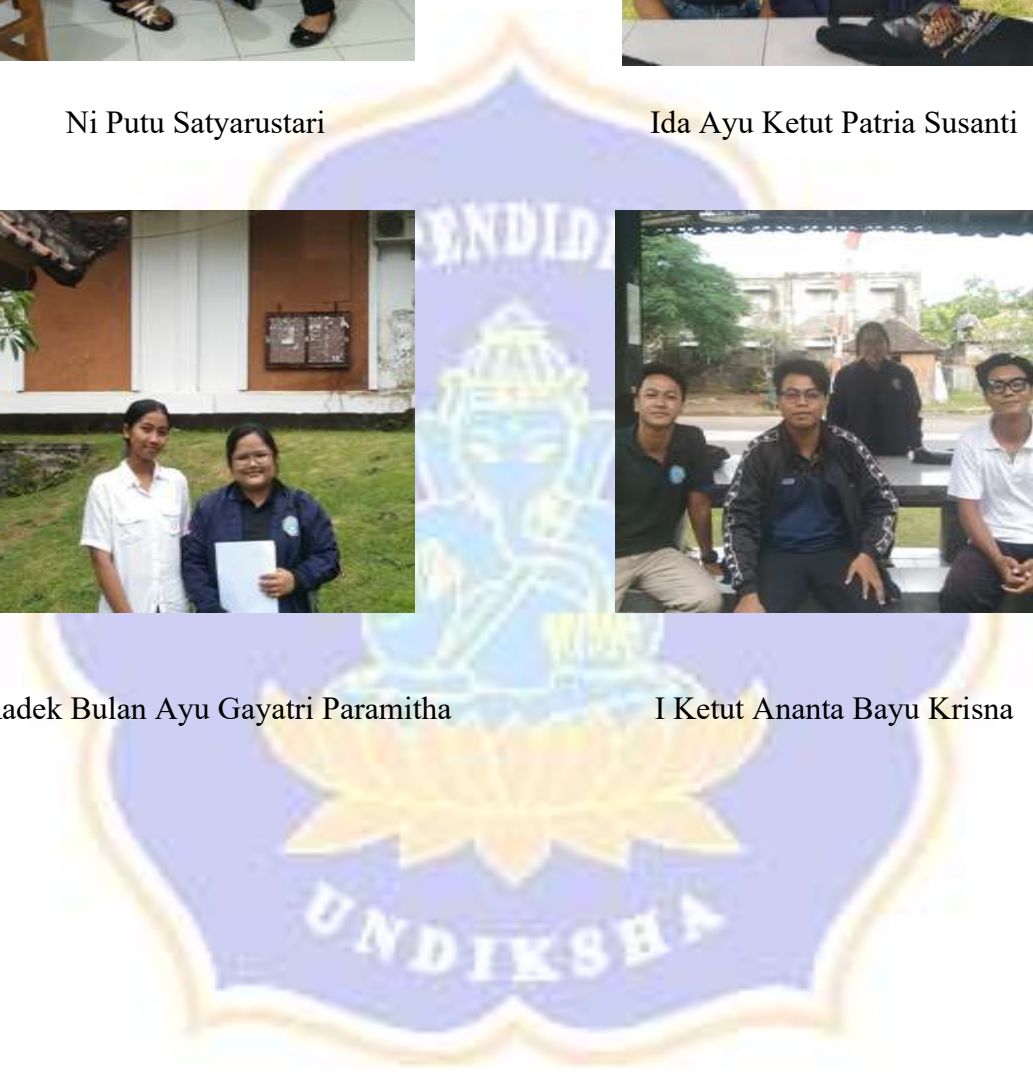 Ni Putu Satyarustari
Ida Ayu Ketut Patria Susanti
adek Bulan Ayu Gayatri Paramitha
I Ketut Ananta Bayu Krisna
UNDIKSHA